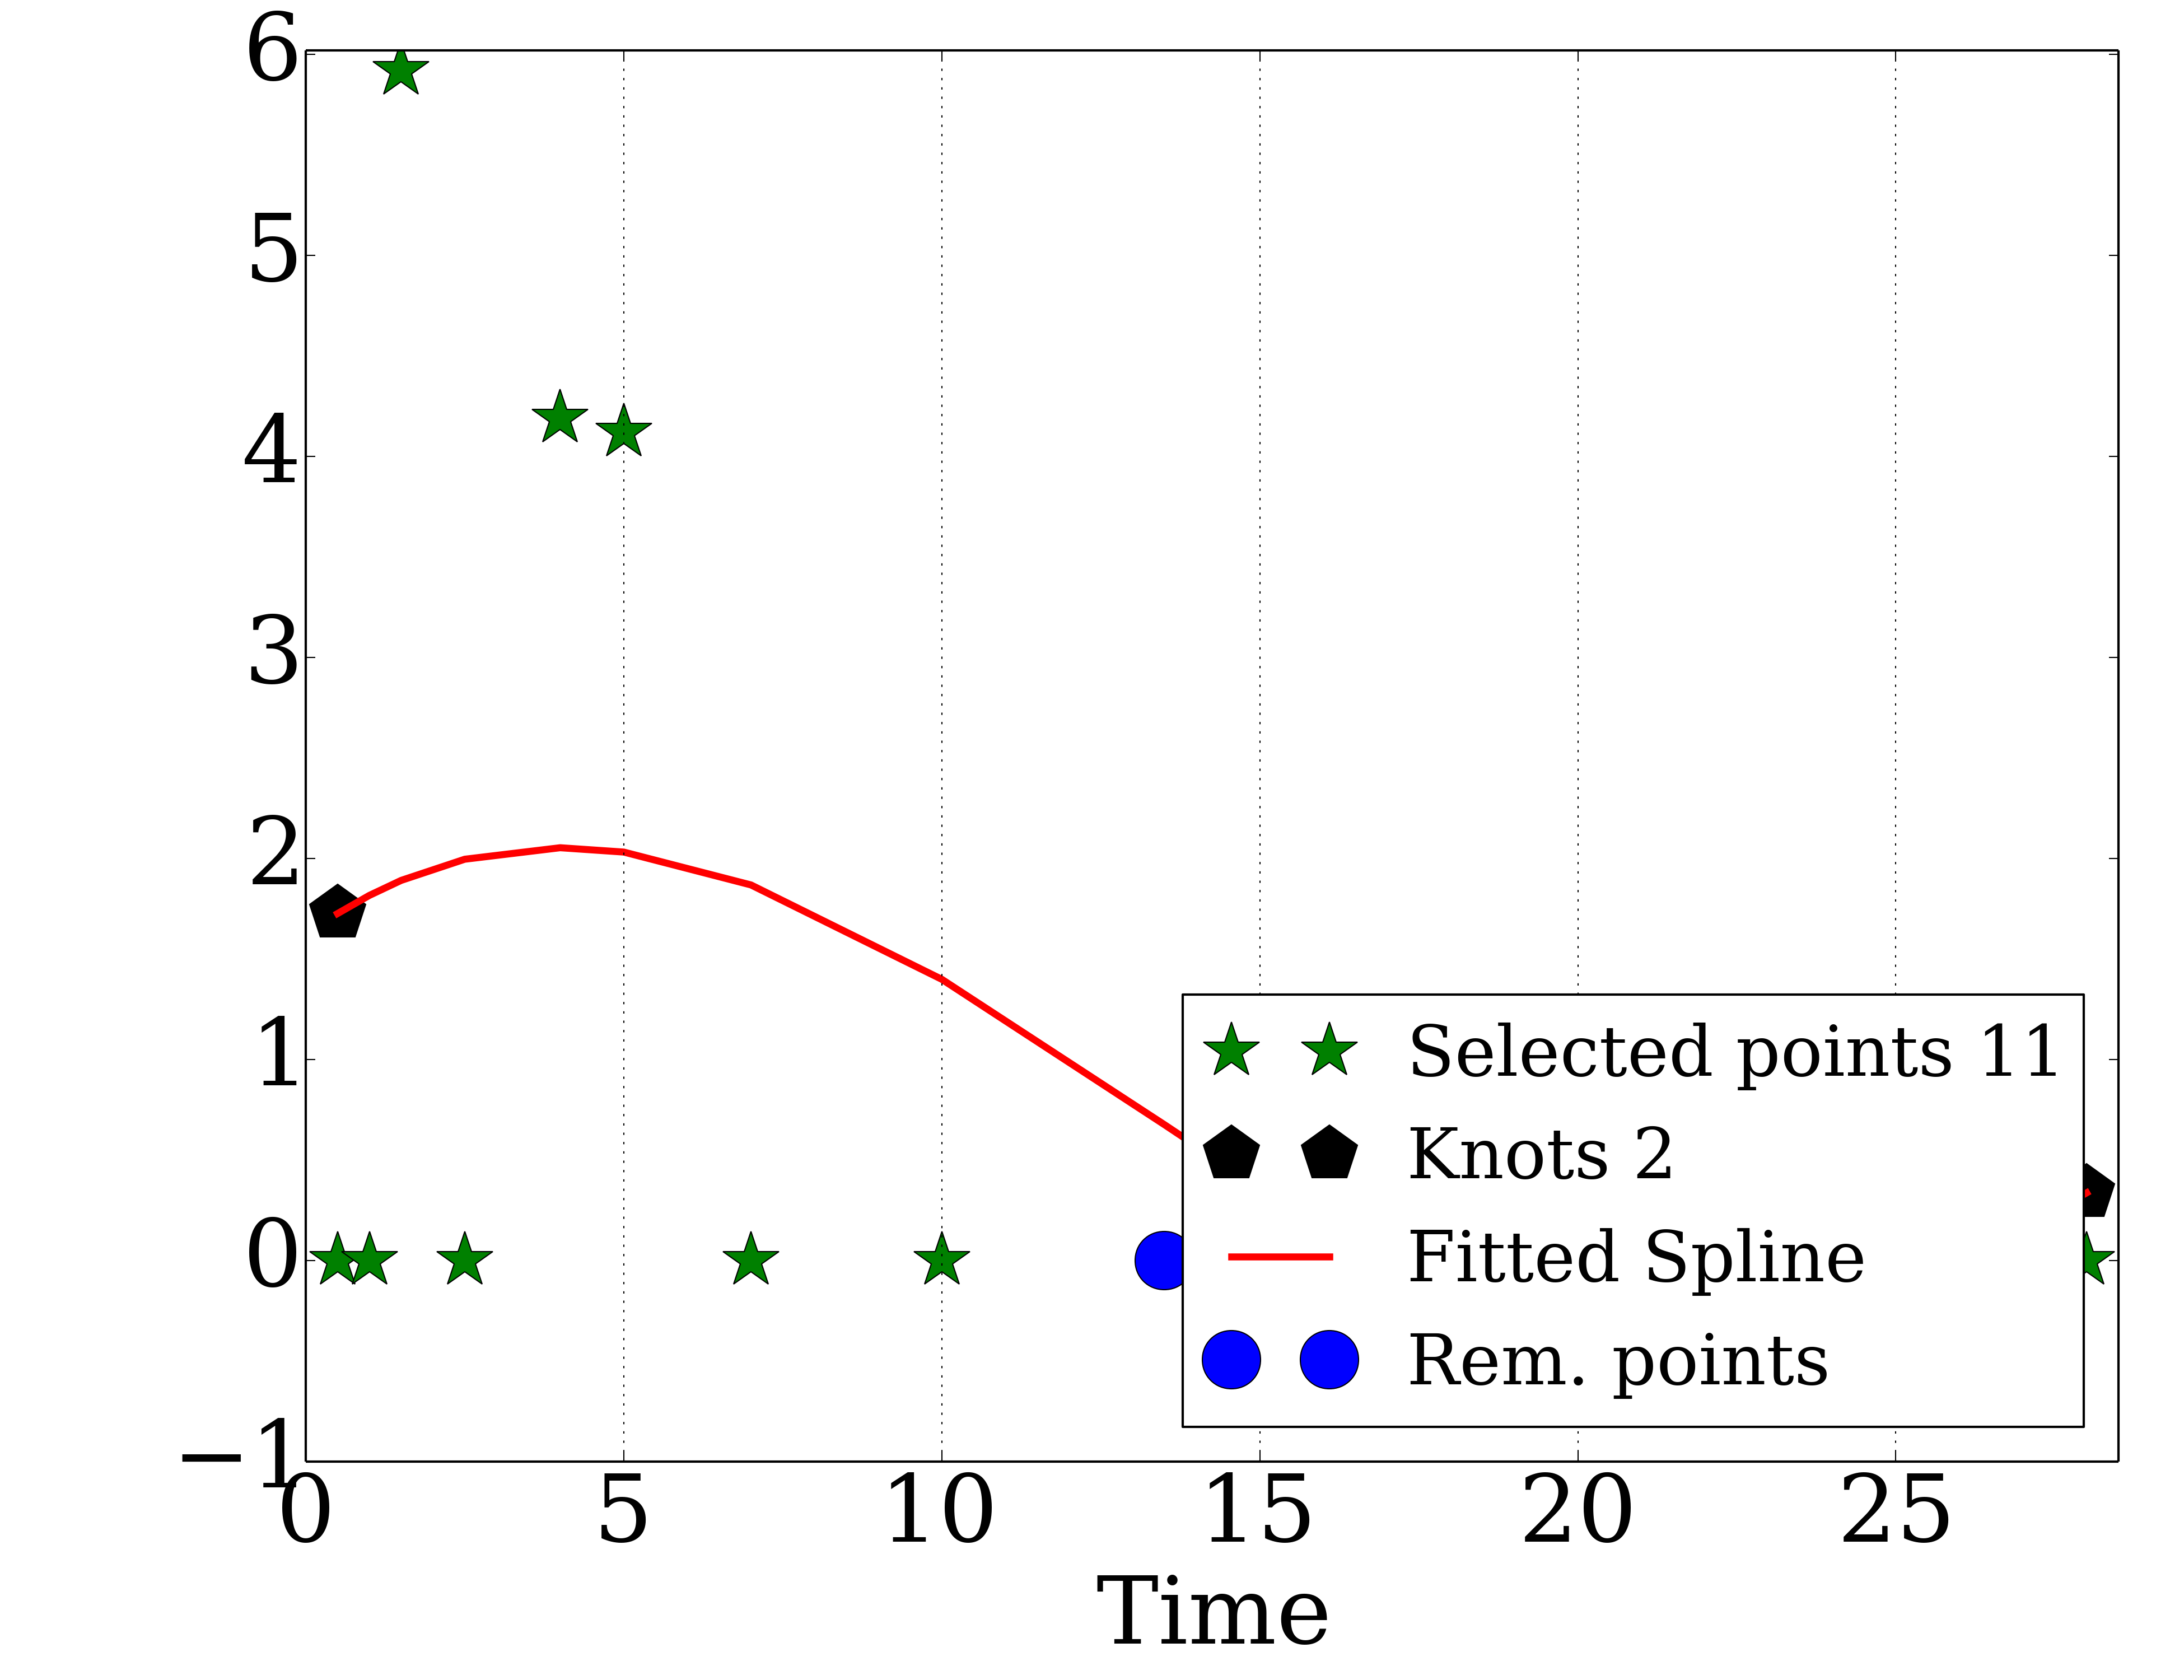 6
5
4
3
2
1
0
−1
0 5 10 15 20 25
Time
Selected points 11
Knots 2
Fitted Spline
Rem. points